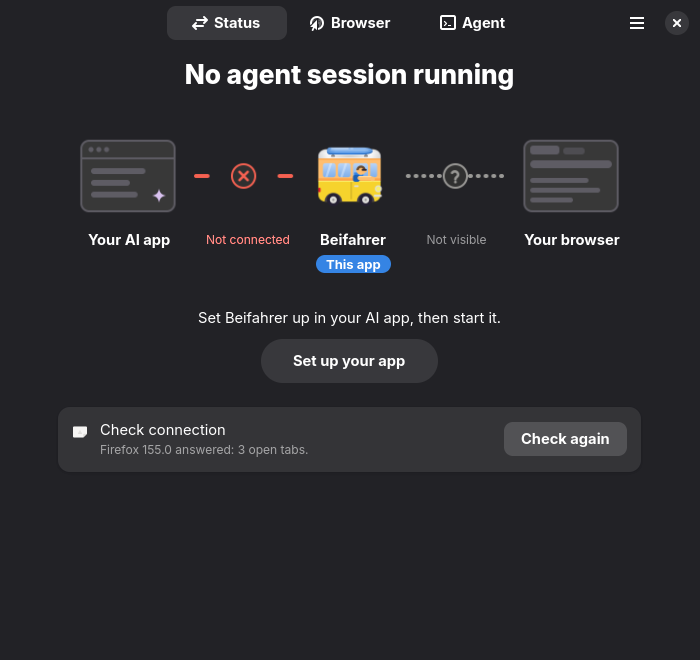 Status
Browser
Agent
No agent session running
Your AI app
Not connected
Beifahrer
This app
Not visible
Your browser
Set Beifahrer up in your AI app, then start it.
Set up your app
Check connection
Firefox 155.0 answered: 3 open tabs.
Check again